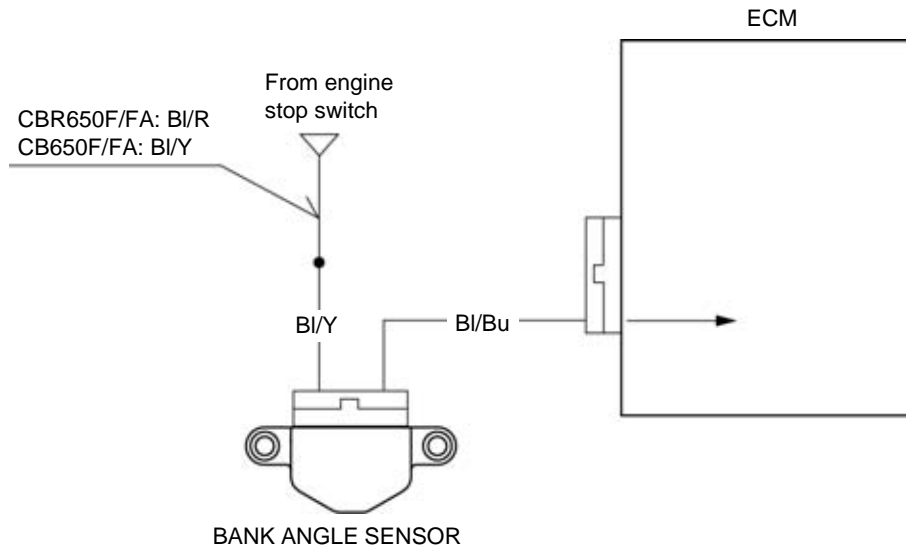 ECM
From engine
stop switch
CBR650F/FA: Bl/R
CB650F/FA: Bl/Y
Bl/Y
Bl/Bu
BANK ANGLE SENSOR